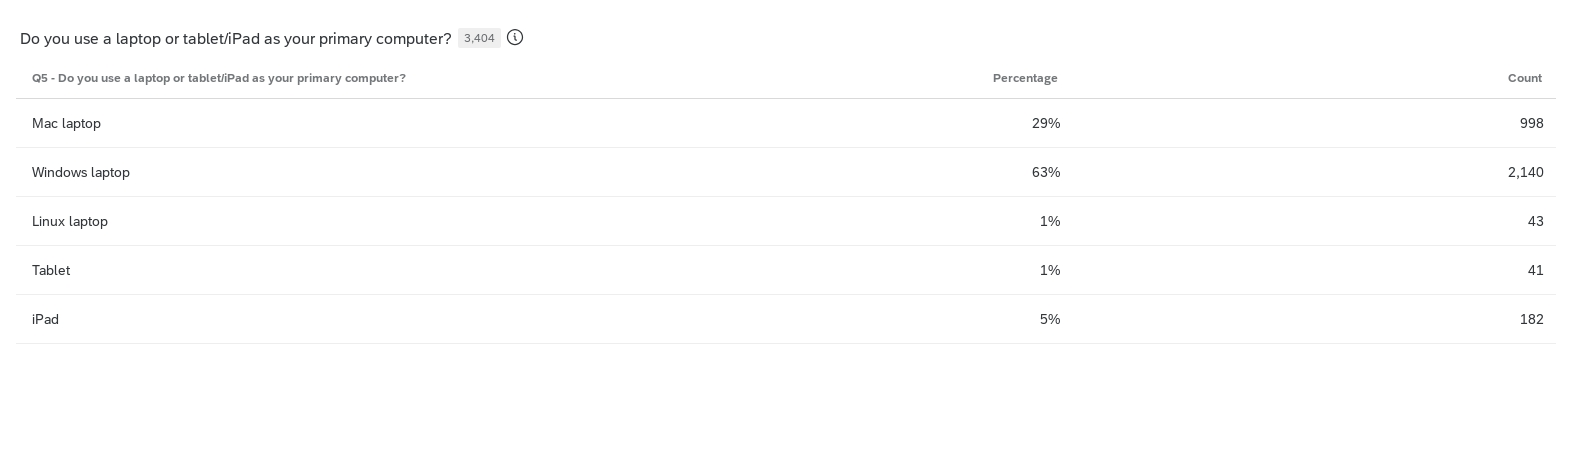 Do you use a laptop or tablet/iPad as your primary computer? 3,404
Q5 - Do you use a laptop or tablet/iPad as your primary computer? Percentage Count
Mac laptop 29% 998
Windows laptop 63% 2,140
Linux laptop 1% 43
Tablet 1% 41
iPad 5% 182